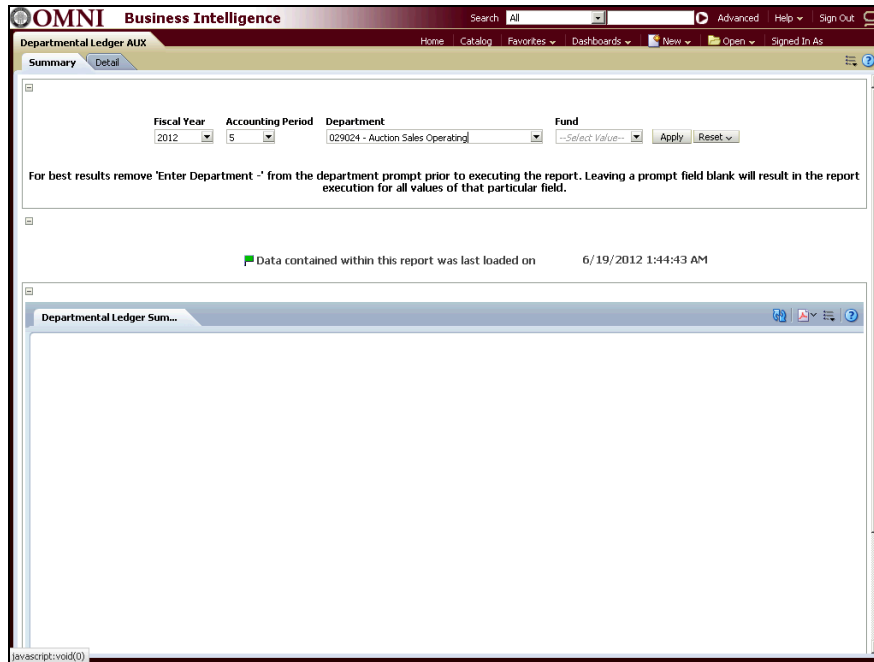 OMNI Business Intelligence Search All Advanced Help Sign Out
Departmental Ledger AUX Home Catalog Favorites Dashboards New Open Signed In As
Summary Detail
Fiscal Year Accounting Period Department Fund
2012 5 029024 - Auction Sales Operating --Select Value-- Apply Reset
For best results remove 'Enter Department -' from the department prompt prior to executing the report. Leaving a prompt field blank will result in the report
execution for all values of that particular field.
Data contained within this report was last loaded on 6/19/2012 1:44:43 AM
Departmental Ledger Sum...
javascript:void(0)